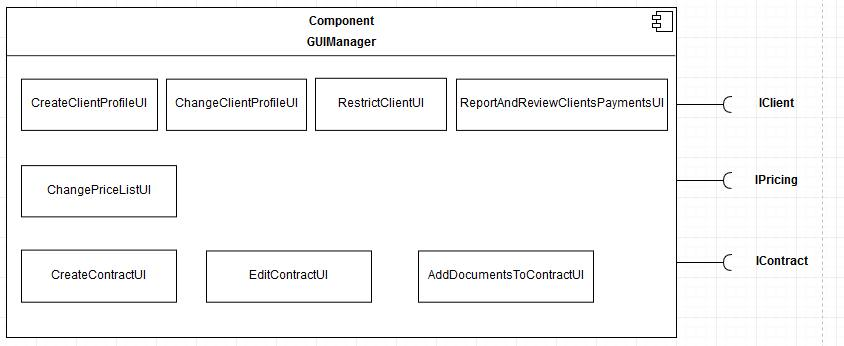 Component
GUIManager
CreateClientProfileUI
ChangeClientProfileUI
RestrictClientUI
ReportAndReviewClientsPaymentsUI
IClient
ChangePriceListUI
IPricing
CreateContractUI
EditContractUI
AddDocumentsToContractUI
IContract